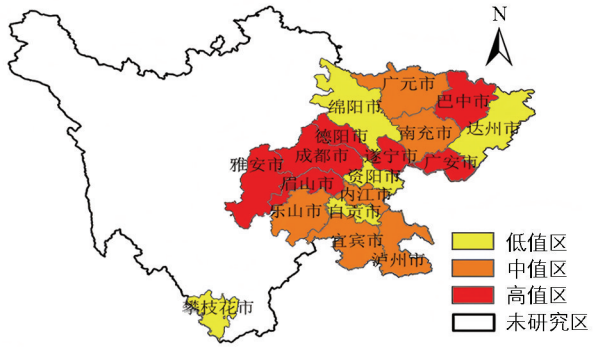 N
广元市
巴中市
绵阳市
达州市
南充市
德阳市
成都市
遂宁市
广安市
雅安市
资阳市
眉山市
内江市
乐山市
自贡市
宜宾市
泸州市
攀枝花市
低值区
中值区
高值区
未研究区